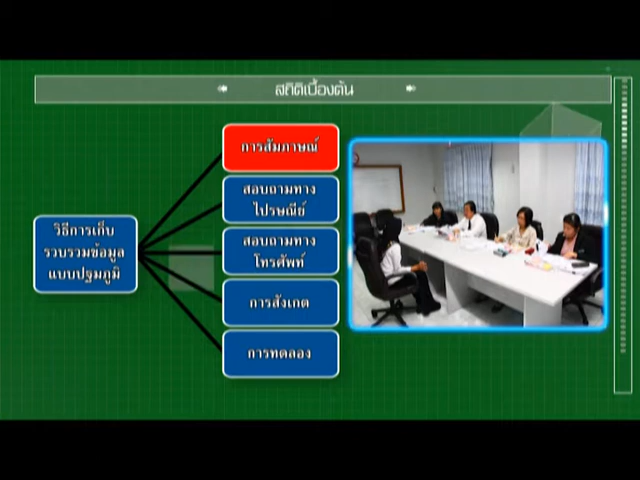 สถิติเบื้องต้น
วิธีการเก็บ
รวบรวมข้อมูล
แบบปฐมภูมิ
การสัมภาษณ์
สอบถามทาง
ไปรษณีย์
สอบถามทาง
โทรศัพท์
การสังเกต
การทดลอง